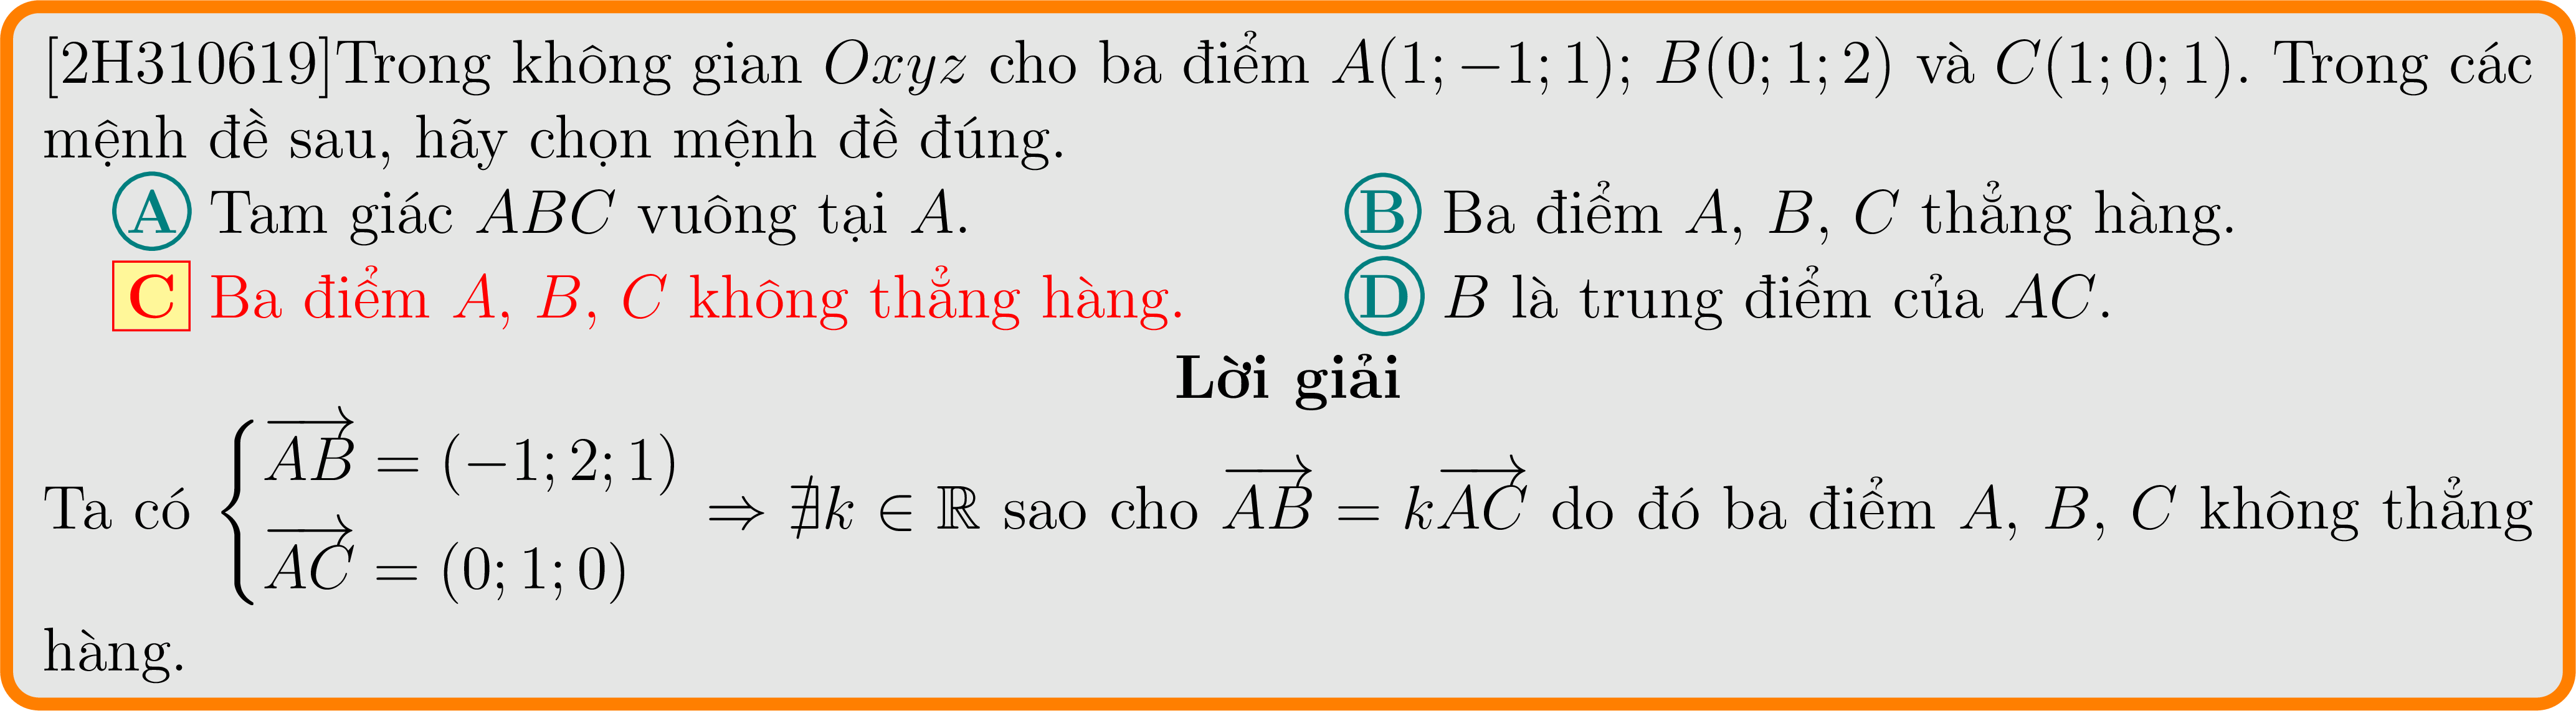 [2H310619]Trong không gian Oxyz cho ba điểm A(1; −1; 1); B(0; 1; 2) và C(1; 0; 1). Trong các
mệnh đề sau, hãy chọn mệnh đề đúng.
A Tam giác ABC vuông tại A. B Ba điểm A, B, C thẳng hàng.
C Ba điểm A, B, C không thẳng hàng. D B là trung điểm của AC.
Lời giải
Ta có $\begin{cases}\overrightarrow{AB} = (-1; 2; 1)\\ \overrightarrow{AC} = (0; 1; 0)\end{cases} \Rightarrow \nexists k \in \mathbb{R}$ sao cho $\overrightarrow{AB} = k\overrightarrow{AC}$ do đó ba điểm A, B, C không thẳng
hàng.